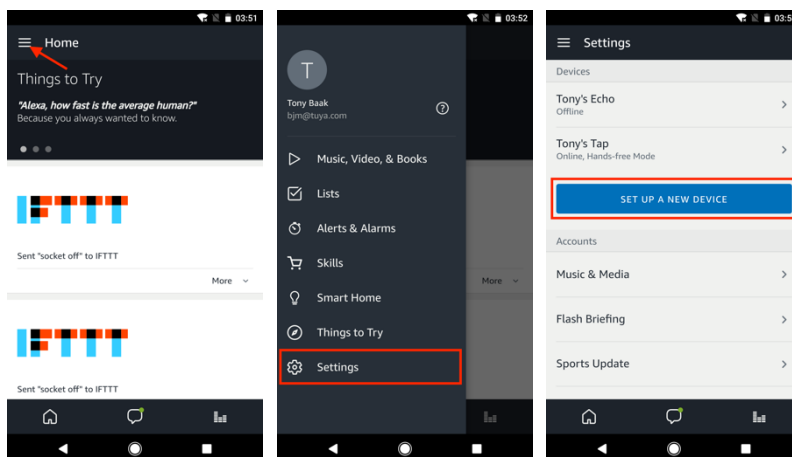 03:51
Home
Things to Try
"Alexa, how fast is the average human?"
Because you always wanted to know.
IFTTT
Sent "socket off" to IFTTT
More
IFTTT
Sent "socket off" to IFTTT
03:52
T
Tony Baak
bjm@tuya.com
?
Music, Video, & Books
Lists
Alerts & Alarms
Skills
More
Smart Home
Things to Try
Settings
03:5
Settings
Devices
Tony's Echo
Offline
Tony's Tap
Online, Hands-free Mode
SET UP A NEW DEVICE
Accounts
Music & Media
Flash Briefing
Sports Update